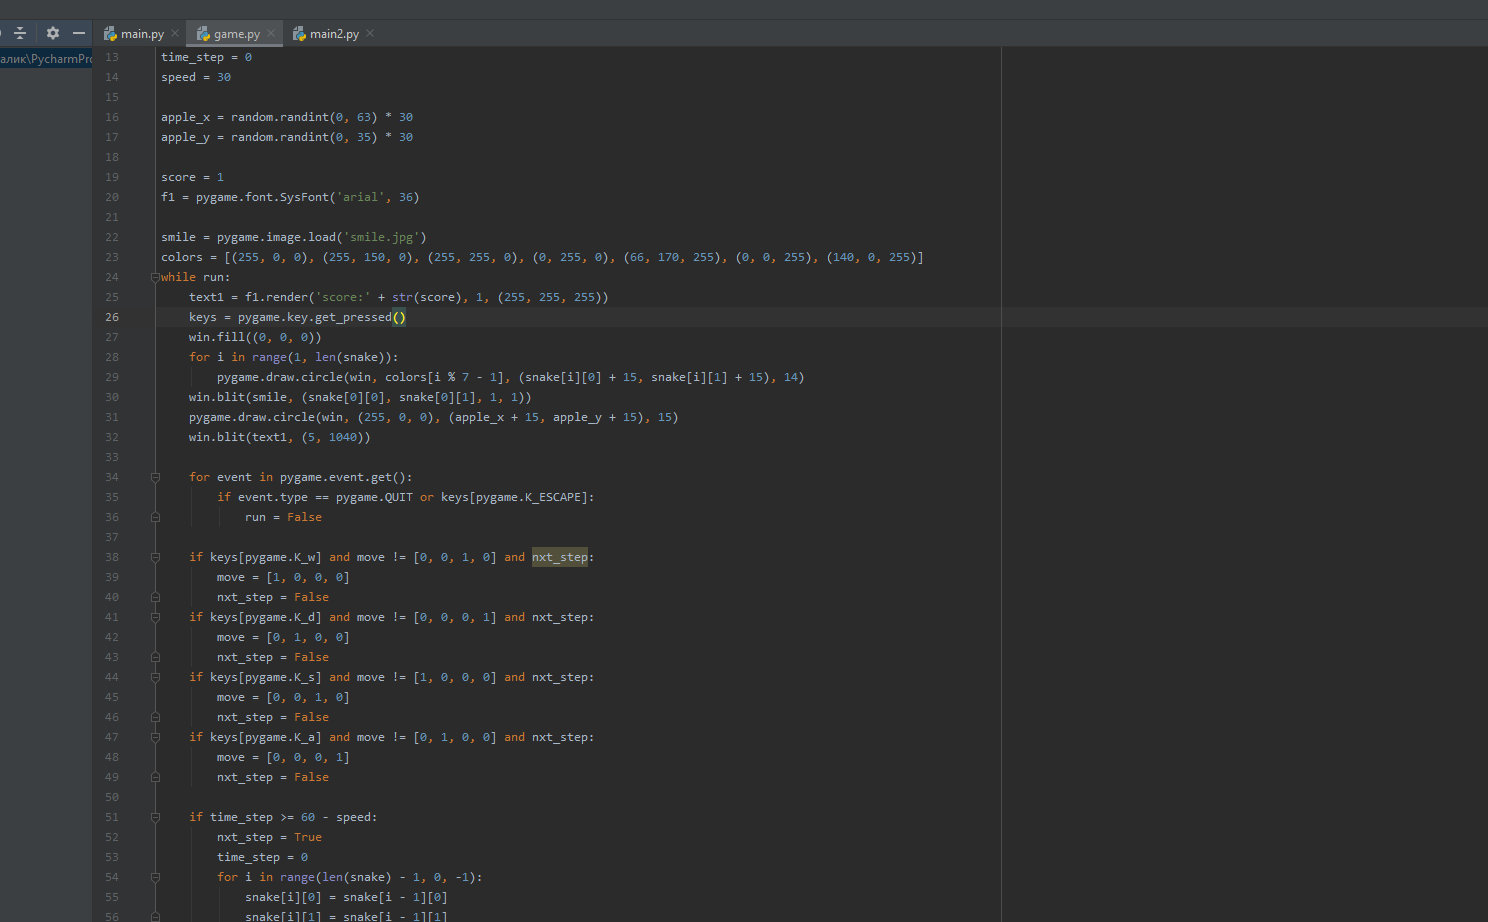 main.py game.py main2.py
алик\PycharmPro
13 time_step = 0
14 speed = 30
15
16 apple_x = random.randint(0, 63) * 30
17 apple_y = random.randint(0, 35) * 30
18
19 score = 1
20 f1 = pygame.font.SysFont('arial', 36)
21
22 smile = pygame.image.load('smile.jpg')
23 colors = [(255, 0, 0), (255, 150, 0), (255, 255, 0), (0, 255, 0), (66, 170, 255), (0, 0, 255), (140, 0, 255)]
24 while run:
25 text1 = f1.render('score:' + str(score), 1, (255, 255, 255))
26 keys = pygame.key.get_pressed()
27 win.fill((0, 0, 0))
28 for i in range(1, len(snake)):
29 pygame.draw.circle(win, colors[i % 7 - 1], (snake[i][0] + 15, snake[i][1] + 15), 14)
30 win.blit(smile, (snake[0][0], snake[0][1], 1, 1))
31 pygame.draw.circle(win, (255, 0, 0), (apple_x + 15, apple_y + 15), 15)
32 win.blit(text1, (5, 1040))
33
34 for event in pygame.event.get():
35 if event.type == pygame.QUIT or keys[pygame.K_ESCAPE]:
36 run = False
37
38 if keys[pygame.K_w] and move != [0, 0, 1, 0] and nxt_step:
39 move = [1, 0, 0, 0]
40 nxt_step = False
41 if keys[pygame.K_d] and move != [0, 0, 0, 1] and nxt_step:
42 move = [0, 1, 0, 0]
43 nxt_step = False
44 if keys[pygame.K_s] and move != [1, 0, 0, 0] and nxt_step:
45 move = [0, 0, 1, 0]
46 nxt_step = False
47 if keys[pygame.K_a] and move != [0, 1, 0, 0] and nxt_step:
48 move = [0, 0, 0, 1]
49 nxt_step = False
50
51 if time_step >= 60 - speed:
52 nxt_step = True
53 time_step = 0
54 for i in range(len(snake) - 1, 0, -1):
55 snake[i][0] = snake[i - 1][0]
56 snake[i][1] = snake[i - 1][1]